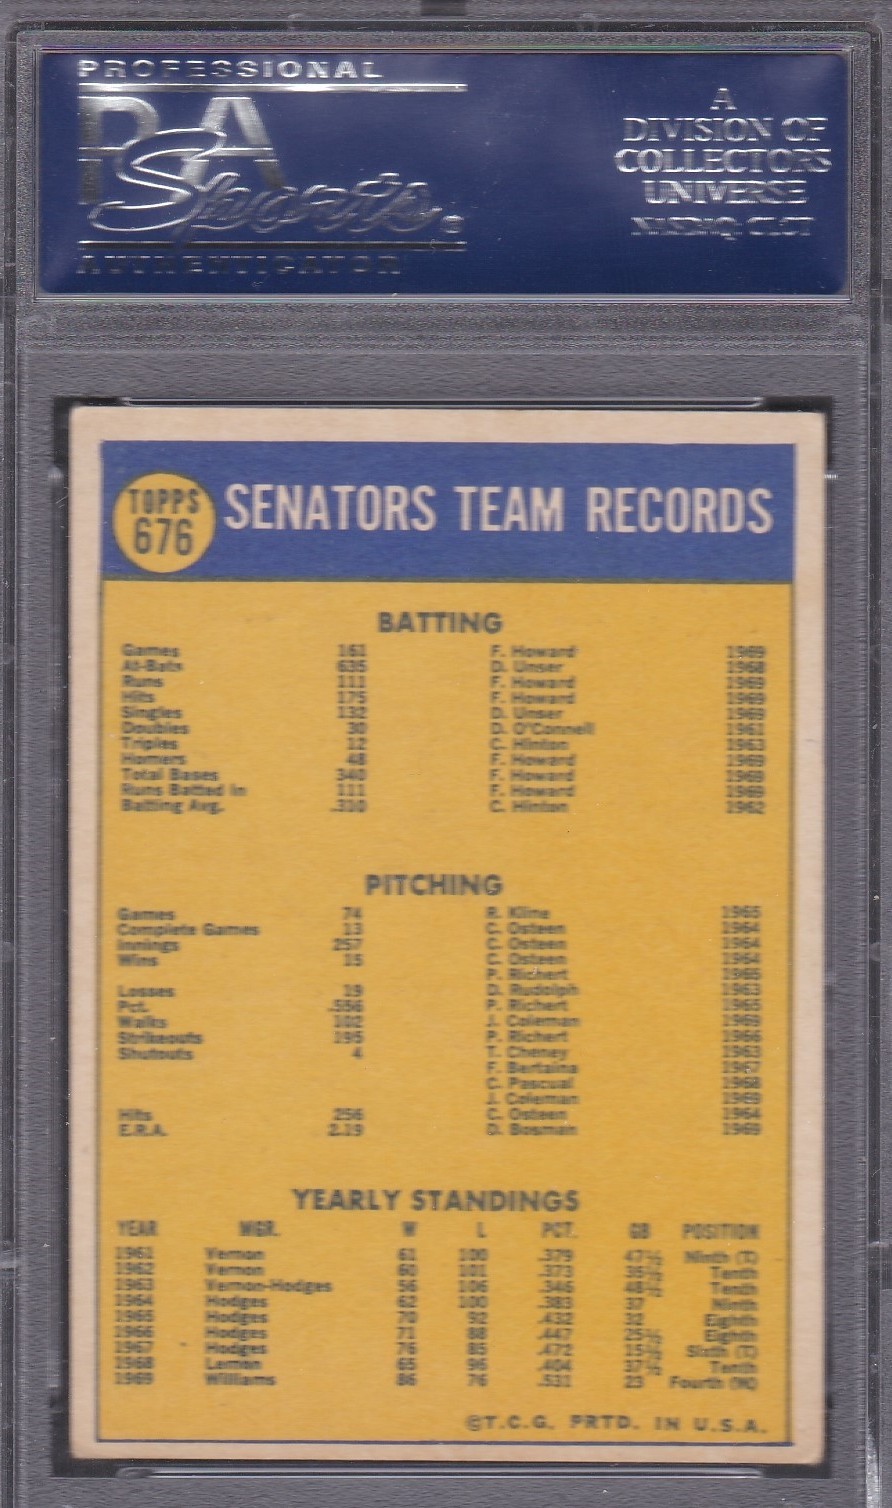 PROFESSIONAL
PSA
Sports®
AUTHENTICATOR
A
DIVISION OF
COLLECTORS
UNIVERSE
NASDAQ: CLCT
TOPPS
676
SENATORS TEAM RECORDS
BATTING
Games 161 F. Howard 1969
At-Bats 635 D. Unser 1968
Runs 111 F. Howard 1969
Hits 175 F. Howard 1969
Singles 132 D. Unser 1969
Doubles 30 D. O'Connell 1961
Triples 12 C. Hinton 1963
Homers 48 F. Howard 1969
Total Bases 340 F. Howard 1969
Runs Batted In 111 F. Howard 1969
Batting Avg. .310 C. Hinton 1962
PITCHING
Games 74 R. Kline 1965
Complete Games 13 C. Osteen 1964
Innings 257 C. Osteen 1964
Wins 15 C. Osteen 1964
P. Richert 1965
Losses 19 D. Rudolph 1963
Pct. .556 P. Richert 1965
Walks 102 J. Coleman 1969
Strikeouts 195 P. Richert 1966
Shutouts 4 T. Cheney 1963
F. Bertaina 1967
C. Pascual 1968
J. Coleman 1969
Hits 256 C. Osteen 1964
E.R.A. 2.19 D. Bosman 1969
YEARLY STANDINGS
YEAR MGR. W L PCT. GB POSITION
1961 Vernon 61 100 .379 47½ Ninth (T)
1962 Vernon 60 101 .373 35½ Tenth
1963 Vernon-Hodges 56 106 .346 48½ Tenth
1964 Hodges 62 100 .383 37 Ninth
1965 Hodges 70 92 .432 32 Eighth
1966 Hodges 71 88 .447 25½ Eighth
1967 Hodges 76 85 .472 15½ Sixth (T)
1968 Lemon 65 96 .404 37½ Tenth
1969 Williams 86 76 .531 23 Fourth
©T.C.G. PRTD. IN U.S.A.